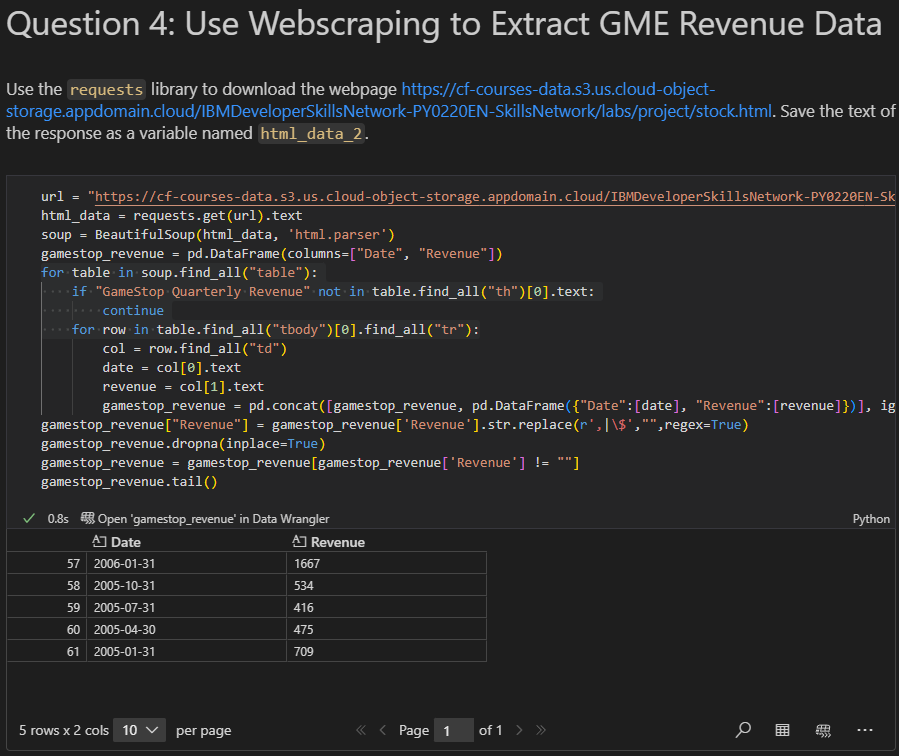 Question 4: Use Webscraping to Extract GME Revenue Data
Use the requests library to download the webpage https://cf-courses-data.s3.us.cloud-object-
storage.appdomain.cloud/IBMDeveloperSkillsNetwork-PY0220EN-SkillsNetwork/labs/project/stock.html. Save the text of
the response as a variable named html_data_2.
url = "https://cf-courses-data.s3.us.cloud-object-storage.appdomain.cloud/IBMDeveloperSkillsNetwork-PY0220EN-Sk
html_data = requests.get(url).text
soup = BeautifulSoup(html_data, 'html.parser')
gamestop_revenue = pd.DataFrame(columns=["Date", "Revenue"])
for table in soup.find_all("table"):
    if "GameStop Quarterly Revenue" not in table.find_all("th")[0].text:
        continue
    for row in table.find_all("tbody")[0].find_all("tr"):
        col = row.find_all("td")
        date = col[0].text
        revenue = col[1].text
        gamestop_revenue = pd.concat([gamestop_revenue, pd.DataFrame({"Date":[date], "Revenue":[revenue]})], ig
gamestop_revenue["Revenue"] = gamestop_revenue['Revenue'].str.replace(r',|\$',"",regex=True)
gamestop_revenue.dropna(inplace=True)
gamestop_revenue = gamestop_revenue[gamestop_revenue['Revenue'] != ""]
gamestop_revenue.tail()
0.8s Open 'gamestop_revenue' in Data Wrangler Python
Date Revenue
57 2006-01-31 1667
58 2005-10-31 534
59 2005-07-31 416
60 2005-04-30 475
61 2005-01-31 709
5 rows x 2 cols 10 per page Page 1 of 1